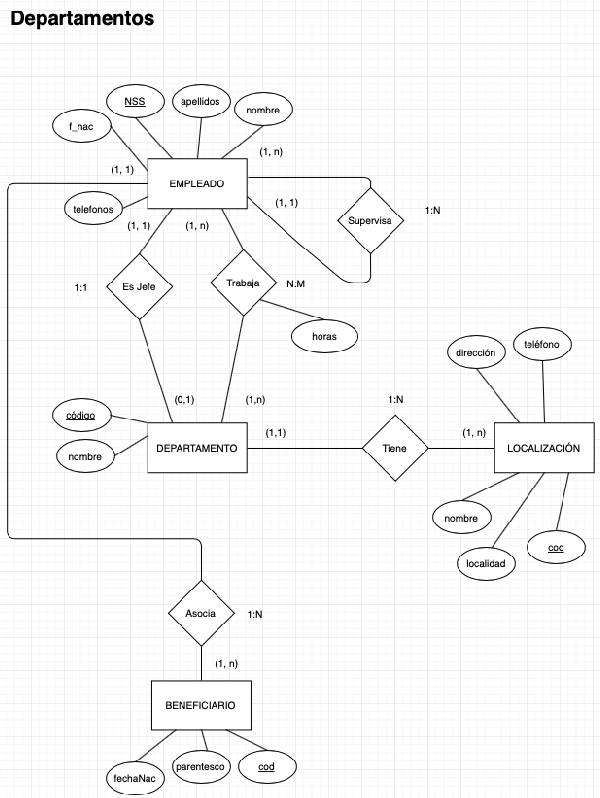 Departamentos
NSS
apellidos
nombre
f_nac
(1, n)
(1, 1)
EMPLEADO
telefonos
(1, 1)
(1, 1)
(1, n)
Supervisa
1:N
1:1
Es Jefe
Trabaja
N:M
horas
dirección
teléfono
(0,1)
(1,n)
1:N
código
nombre
DEPARTAMENTO
(1,1)
Tiene
(1, n)
LOCALIZACIÓN
nombre
localidad
coc
Asocia
1:N
(1, n)
BENEFICIARIO
fechaNac
parentesco
cod